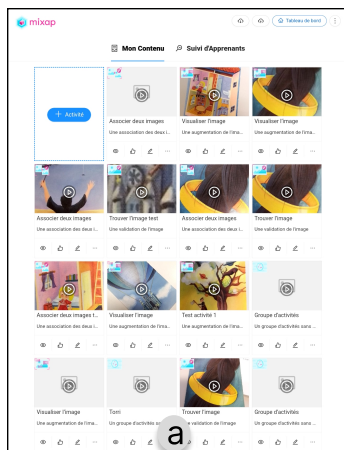 mixap
Tableau de bord
Mon Contenu
Suivi d'Apprenants
+ Activité
Associer deux images
Une association des deux i...
Visualiser l'image
Une augmentation de l'ima...
Visualiser l'image
Une augmentation de l'ima...
Associer deux images
Une association des deux i...
Trouver l'image test
Une validation de l'image
Associer deux images
Une association des deux i...
Trouver l'image
Une validation de l'image
Associer deux images t...
Une association des deux i...
Visualiser l'image
Une augmentation de l'ima...
Test activité 1
Une augmentation de l'ima...
Groupe d'activités
Un groupe d'activités sans ...
Visualiser l'image
Une augmentation de l'ima...
Torri
Un groupe d'activités sans
Trouver l'image
Une validation de l'image
Groupe d'activités
Un groupe d'activités sans ...
a